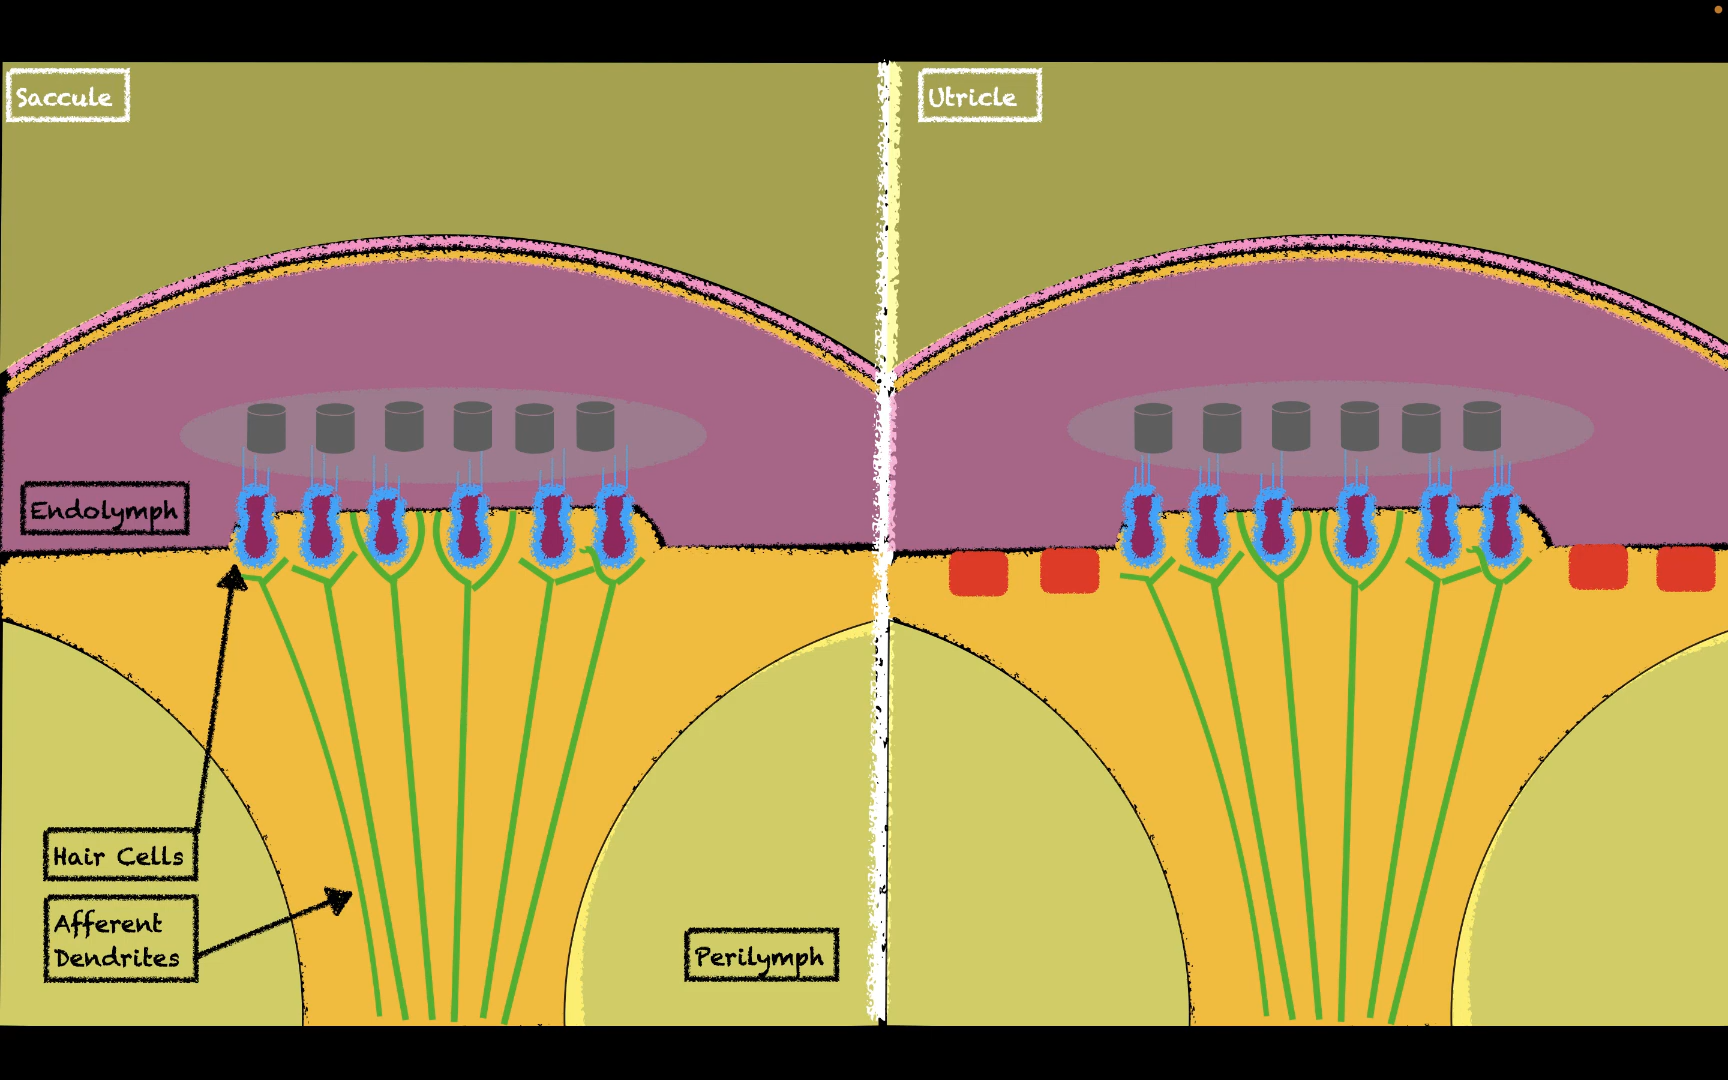 Saccule
Utricle
Endolymph
Hair Cells
Afferent
Dendrites
Perilymph